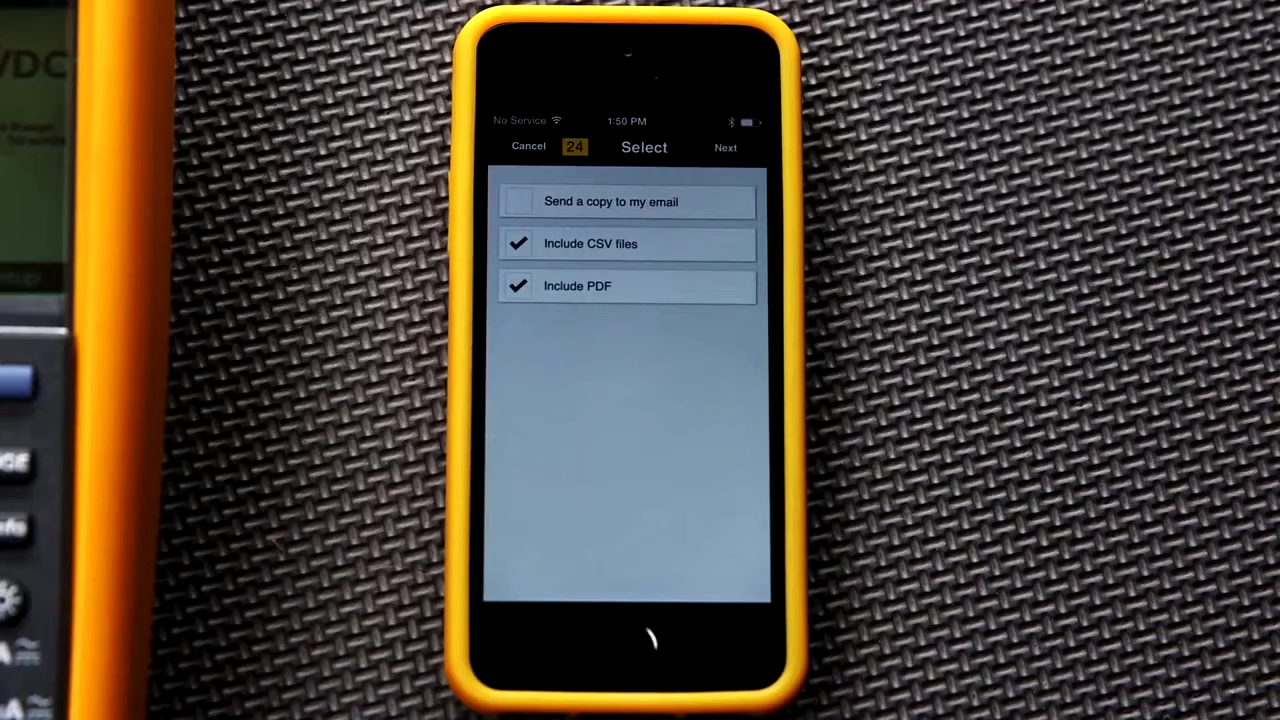 VDC
No Service
1:50 PM
Cancel
24
Select
Next
Send a copy to my email
Include CSV files
Include PDF
A
A